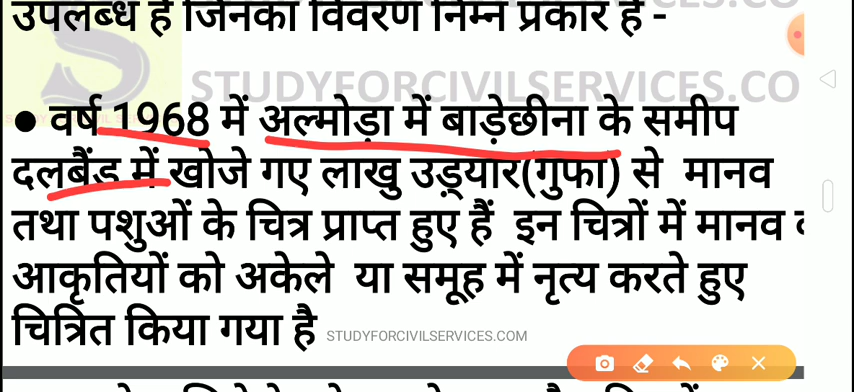 उपलब्ध है जिनका विवरण निम्न प्रकार है -
STUDYFORCIVILSERVICES.CO
● वर्ष 1968 में अल्मोड़ा में बाड़ेछीना के समीप
दलबैंड में खोजे गए लाखु उड्यार(गुफा) से मानव
तथा पशुओं के चित्र प्राप्त हुए हैं इन चित्रों में मानव
आकृतियों को अकेले या समूह में नृत्य करते हुए
चित्रित किया गया है STUDYFORCIVILSERVICES.COM